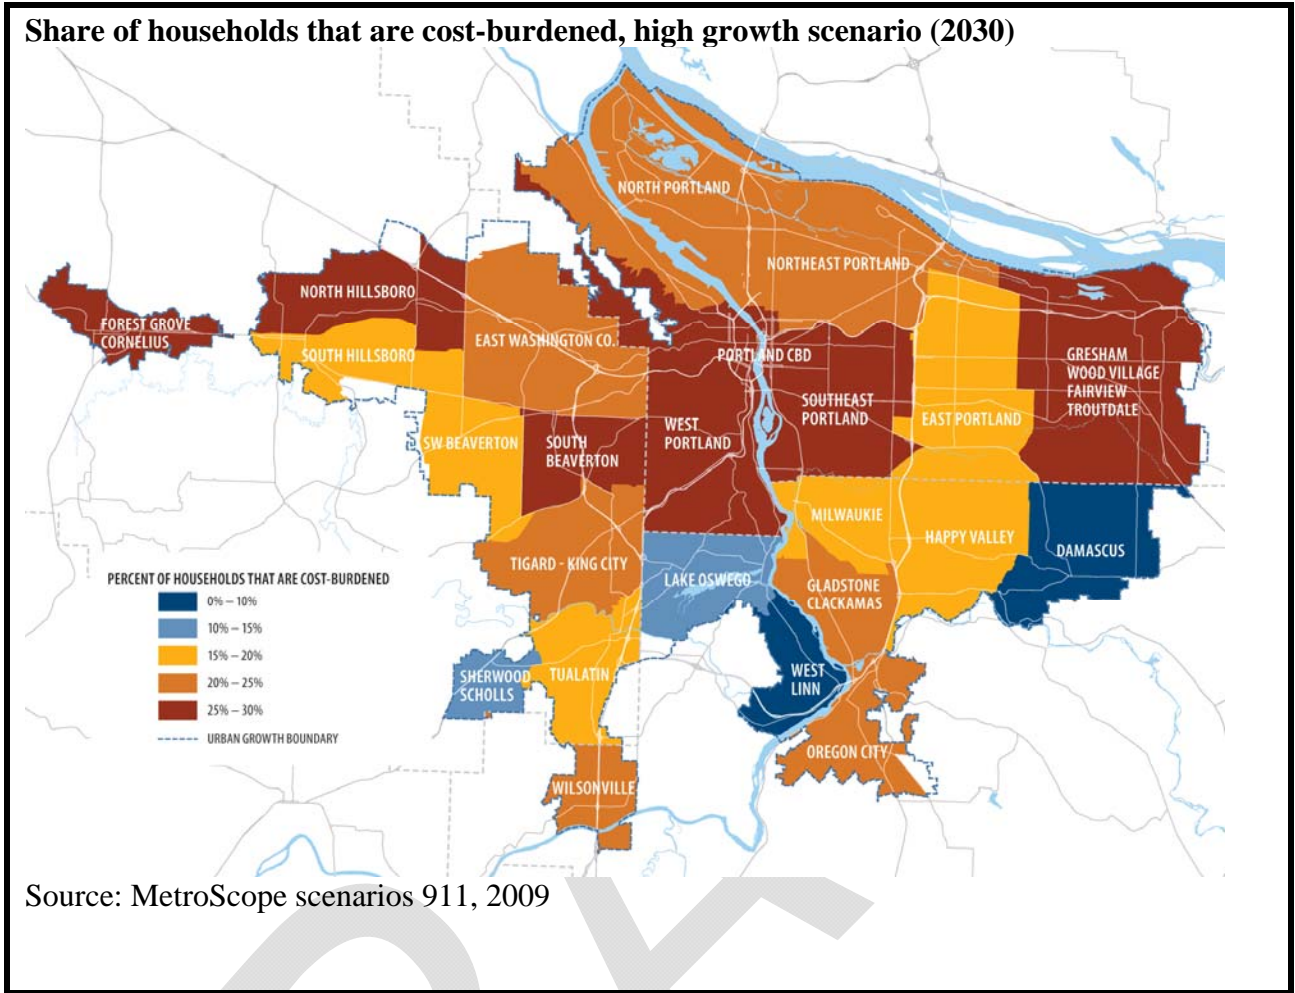 Share of households that are cost-burdened, high growth scenario (2030)
NORTH PORTLAND
NORTHEAST PORTLAND
NORTH HILLSBORO
FOREST GROVE
CORNELIUS
SOUTH HILLSBORO
EAST WASHINGTON CO.
PORTLAND CBD
GRESHAM
WOOD VILLAGE
FAIRVIEW
TROUTDALE
SOUTHEAST
PORTLAND
WEST
PORTLAND
EAST PORTLAND
SW BEAVERTON
SOUTH
BEAVERTON
MILWAUKIE
HAPPY VALLEY
DAMASCUS
TIGARD - KING CITY
LAKE OSWEGO
GLADSTONE
CLACKAMAS
PERCENT OF HOUSEHOLDS THAT ARE COST-BURDENED
0% – 10%
10% – 15%
15% – 20%
20% – 25%
25% – 30%
URBAN GROWTH BOUNDARY
SHERWOOD
SCHOLLS
TUALATIN
WEST
LINN
OREGON CITY
WILSONVILLE
Source: MetroScope scenarios 911, 2009